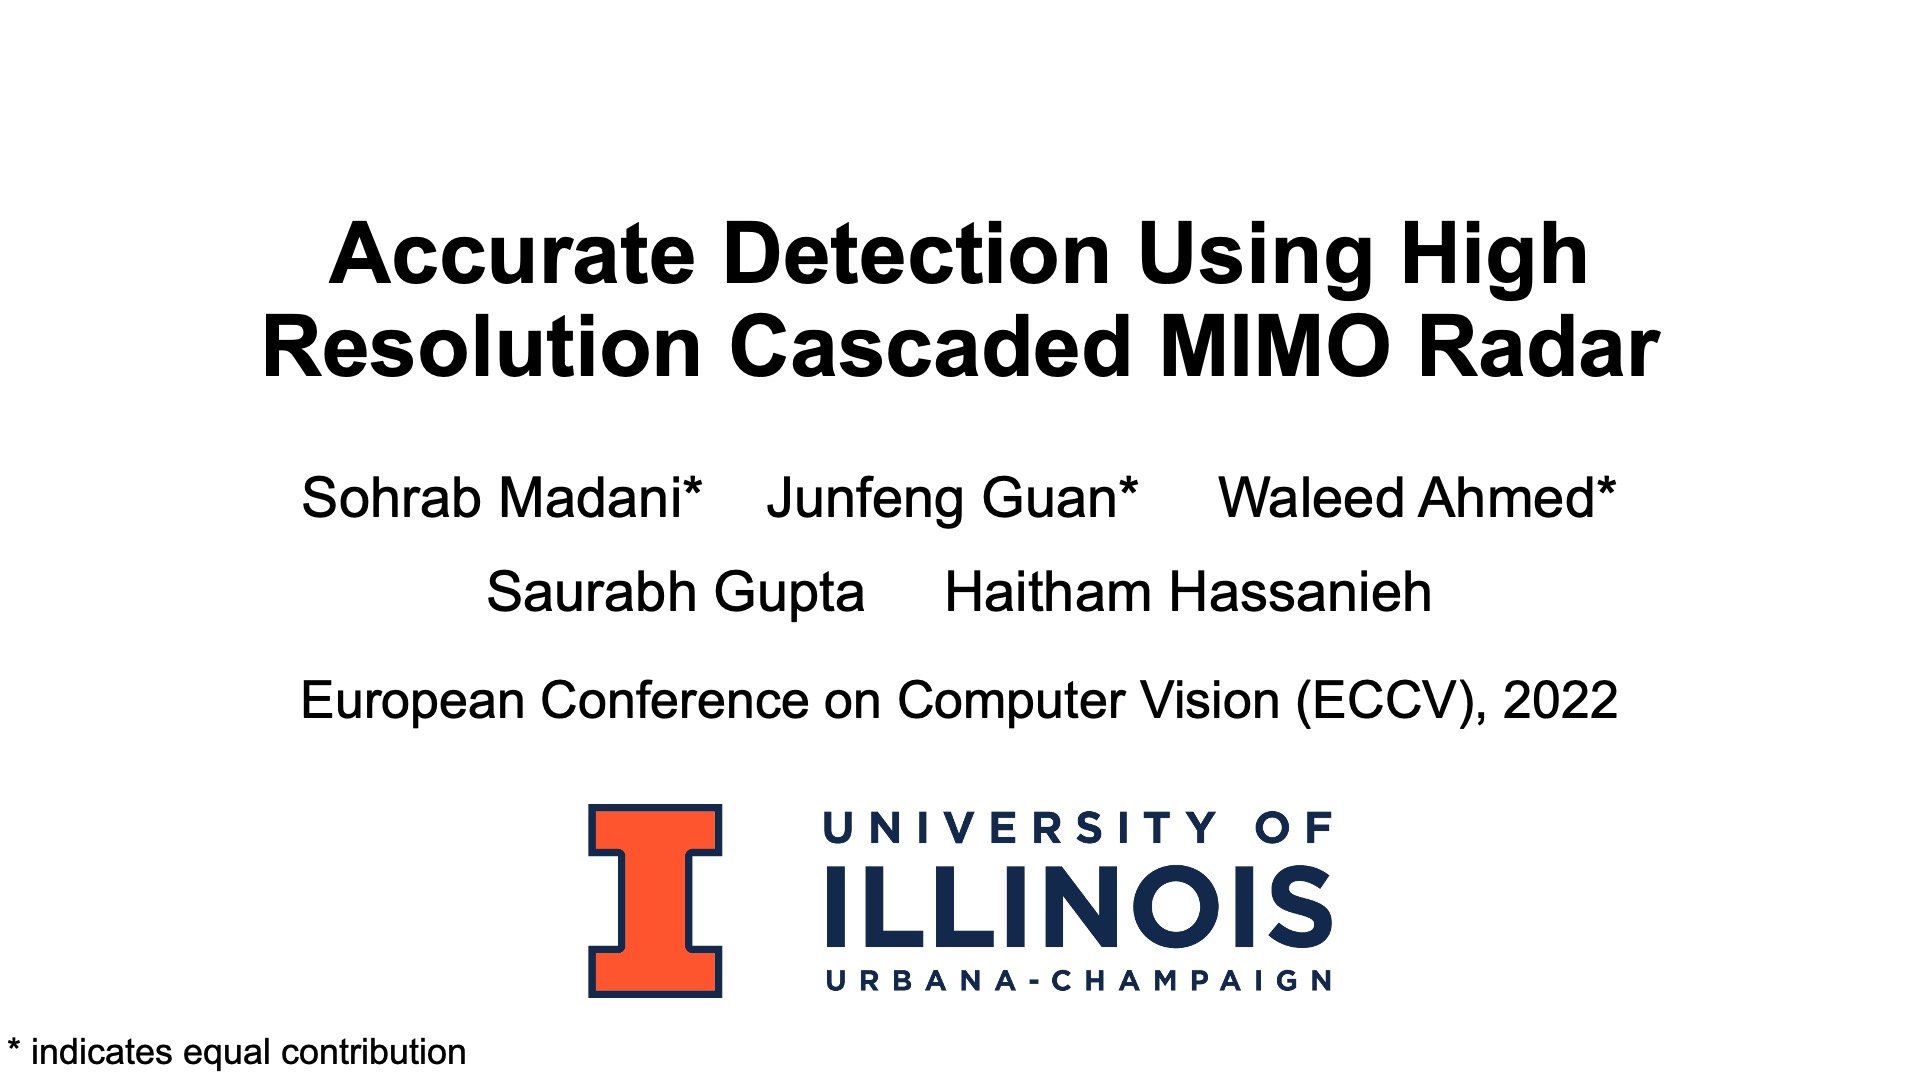 Accurate Detection Using High
Resolution Cascaded MIMO Radar
Sohrab Madani* Junfeng Guan* Waleed Ahmed*
Saurabh Gupta Haitham Hassanieh
European Conference on Computer Vision (ECCV), 2022
UNIVERSITY OF
ILLINOIS
URBANA-CHAMPAIGN
* indicates equal contribution